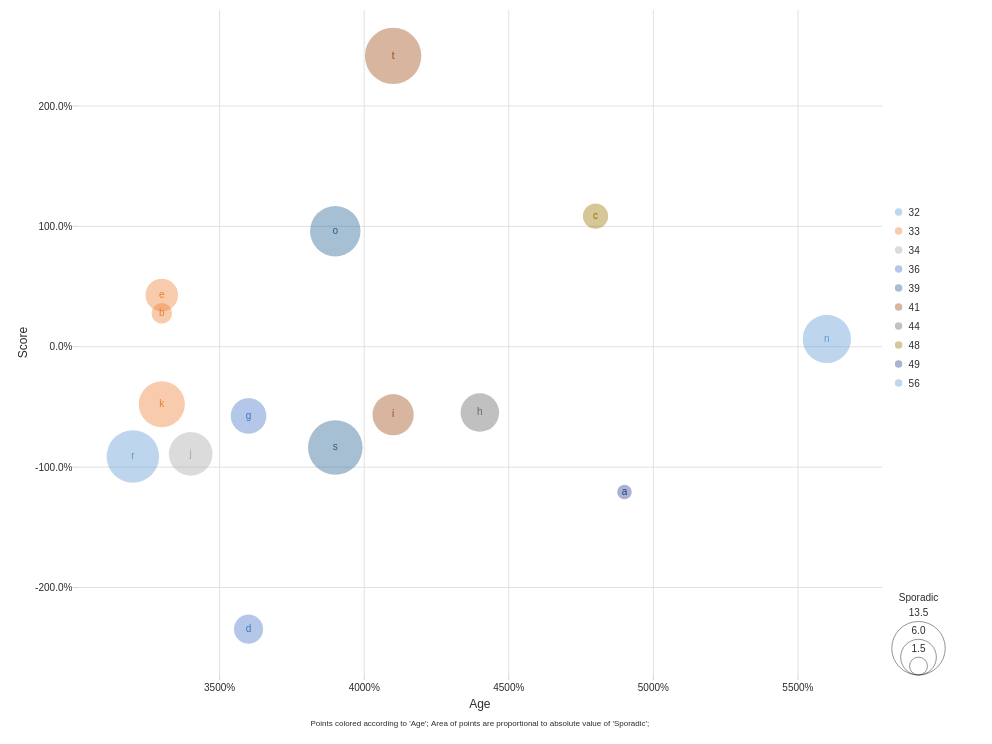 t
200.0%
c
32
100.0%
o
33
34
36
39
e
41
b
44
Score
0.0%
n
48
49
56
k
g
i
h
s
r
j
-100.0%
a
-200.0%
Sporadic
13.5
d
6.0
1.5
3500%
4000%
4500%
5000%
5500%
Age
Points colored according to 'Age'; Area of points are proportional to absolute value of 'Sporadic';